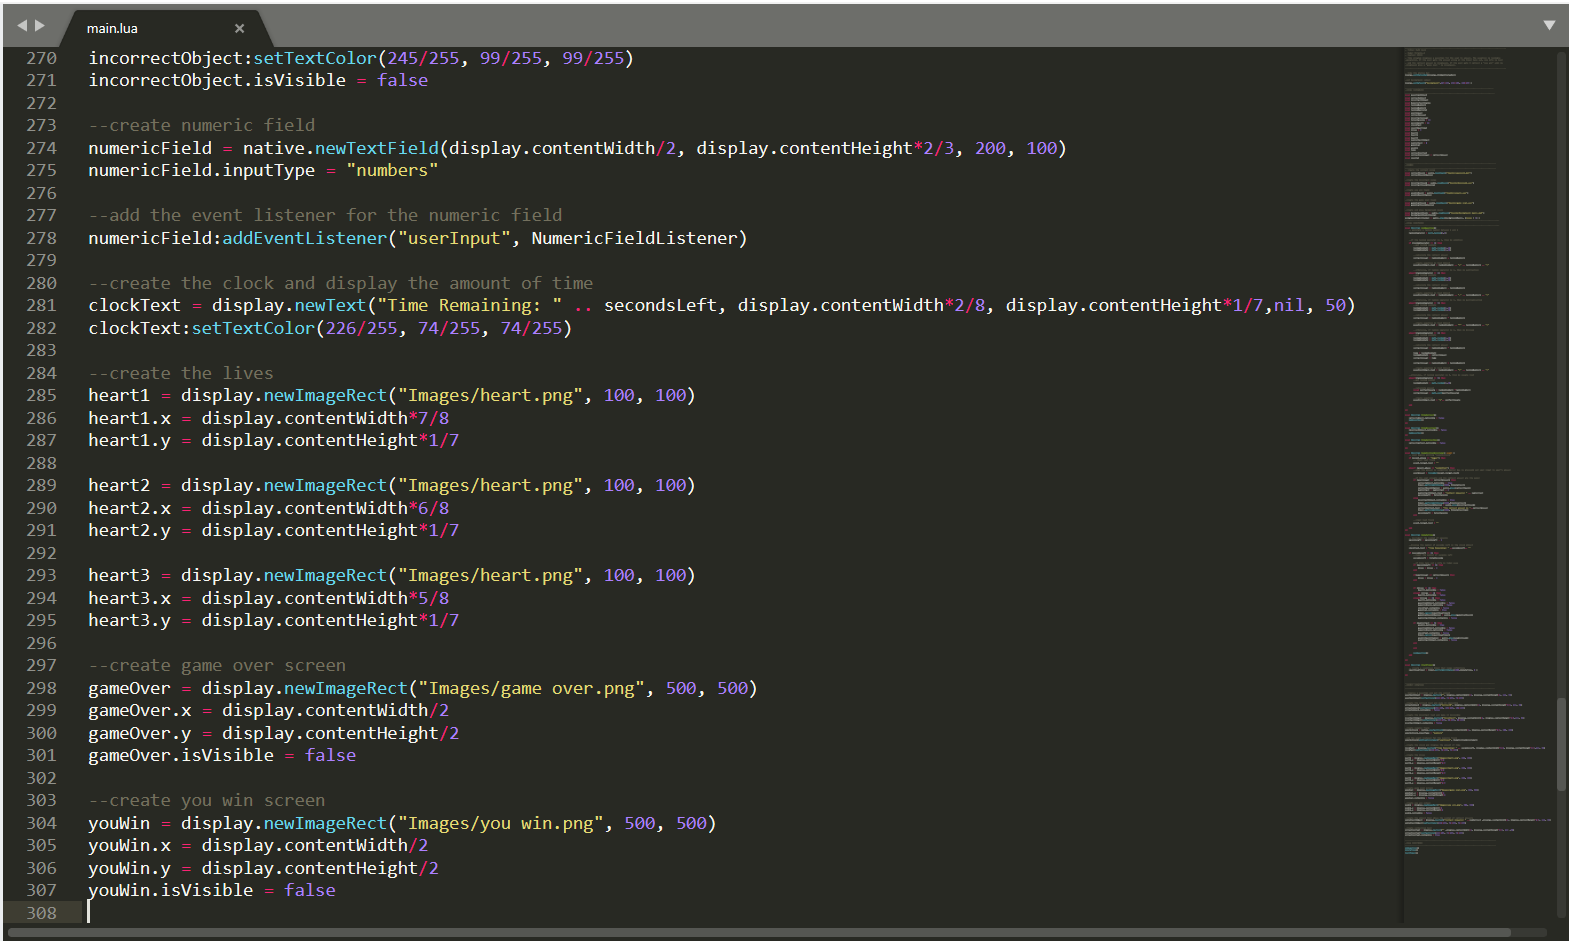 main.lua ×
270 incorrectObject:setTextColor(245/255, 99/255, 99/255)
271 incorrectObject.isVisible = false
272
273 --create numeric field
274 numericField = native.newTextField(display.contentWidth/2, display.contentHeight*2/3, 200, 100)
275 numericField.inputType = "numbers"
276
277 --add the event listener for the numeric field
278 numericField:addEventListener("userInput", NumericFieldListener)
279
280 --create the clock and display the amount of time
281 clockText = display.newText("Time Remaining: " .. secondsLeft, display.contentWidth*2/8, display.contentHeight*1/7,nil, 50)
282 clockText:setTextColor(226/255, 74/255, 74/255)
283
284 --create the lives
285 heart1 = display.newImageRect("Images/heart.png", 100, 100)
286 heart1.x = display.contentWidth*7/8
287 heart1.y = display.contentHeight*1/7
288
289 heart2 = display.newImageRect("Images/heart.png", 100, 100)
290 heart2.x = display.contentWidth*6/8
291 heart2.y = display.contentHeight*1/7
292
293 heart3 = display.newImageRect("Images/heart.png", 100, 100)
294 heart3.x = display.contentWidth*5/8
295 heart3.y = display.contentHeight*1/7
296
297 --create game over screen
298 gameOver = display.newImageRect("Images/game over.png", 500, 500)
299 gameOver.x = display.contentWidth/2
300 gameOver.y = display.contentHeight/2
301 gameOver.isVisible = false
302
303 --create you win screen
304 youWin = display.newImageRect("Images/you win.png", 500, 500)
305 youWin.x = display.contentWidth/2
306 youWin.y = display.contentHeight/2
307 youWin.isVisible = false
308